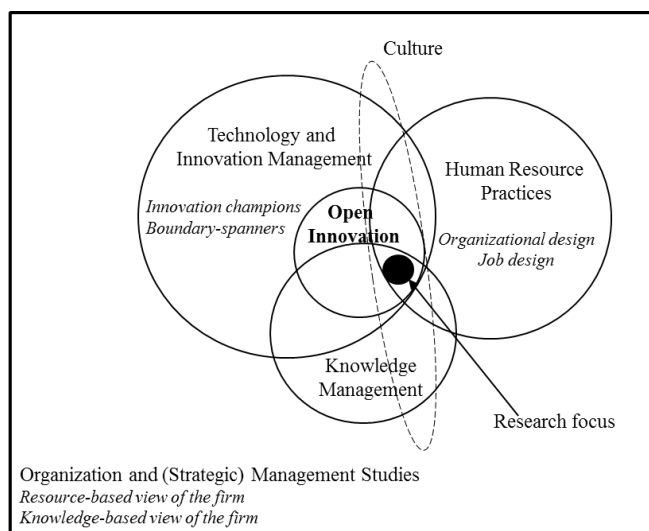 Culture
Technology and
Innovation Management
Innovation champions
Boundary-spanners
Open
Innovation
Human Resource
Practices
Organizational design
Job design
Knowledge
Management
Research focus
Organization and (Strategic) Management Studies
Resource-based view of the firm
Knowledge-based view of the firm